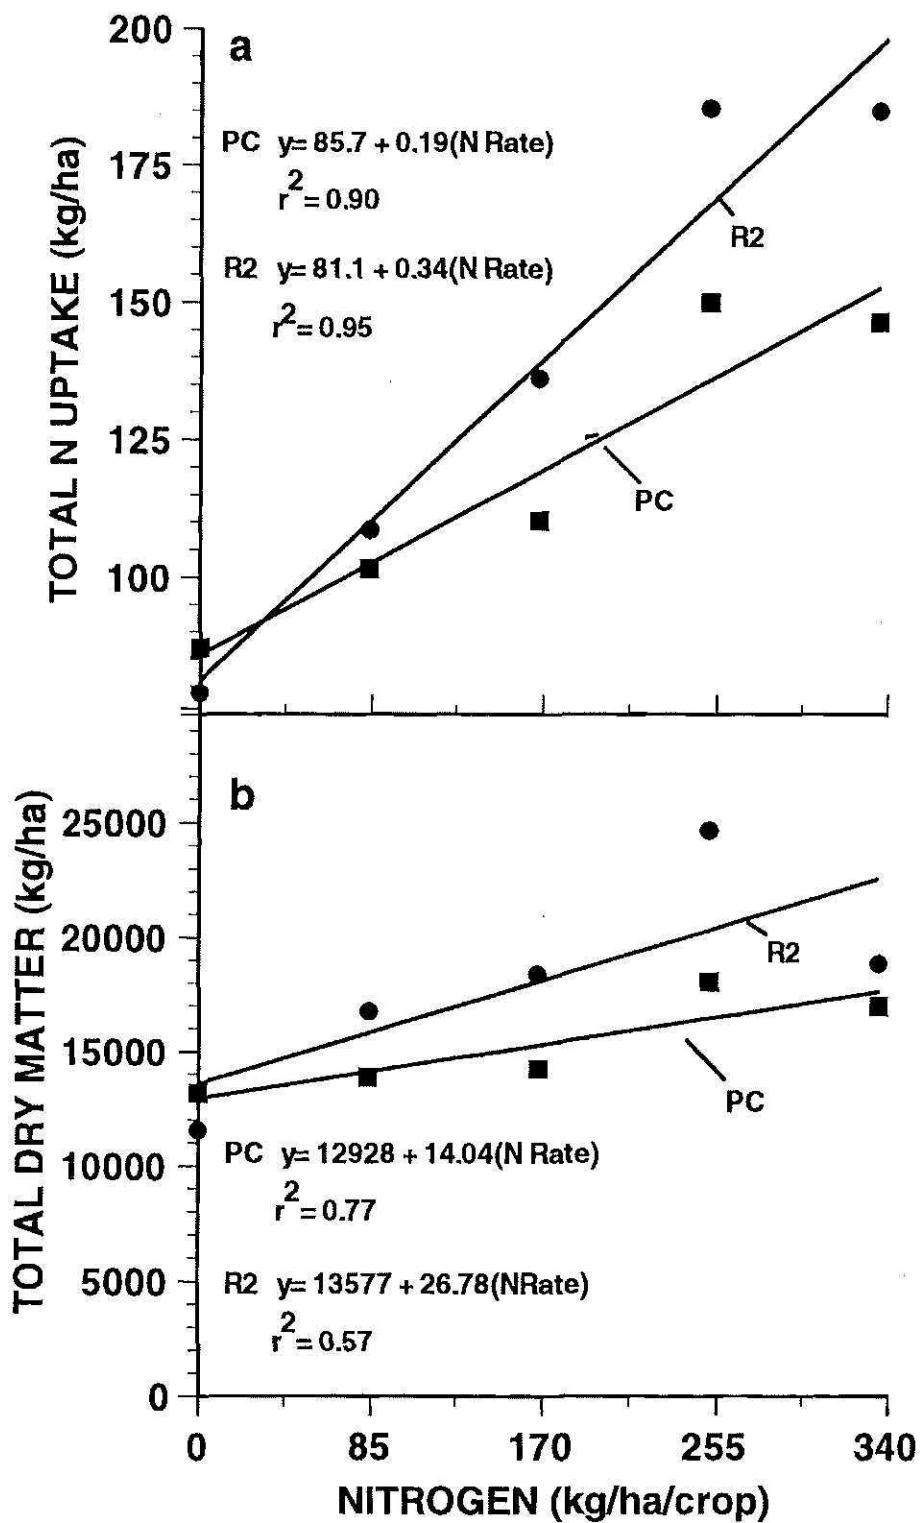 a
TOTAL N UPTAKE (kg/ha)
200
175
150
125
100
PC y= 85.7 + 0.19(N Rate)
r2 = 0.90
R2 y= 81.1 + 0.34(N Rate)
r2 = 0.95
R2
PC
b
TOTAL DRY MATTER (kg/ha)
25000
20000
15000
10000
5000
0
R2
PC
PC y= 12928 + 14.04(N Rate)
r2 = 0.77
R2 y= 13577 + 26.78(NRate)
r2 = 0.57
0 85 170 255 340
NITROGEN (kg/ha/crop)